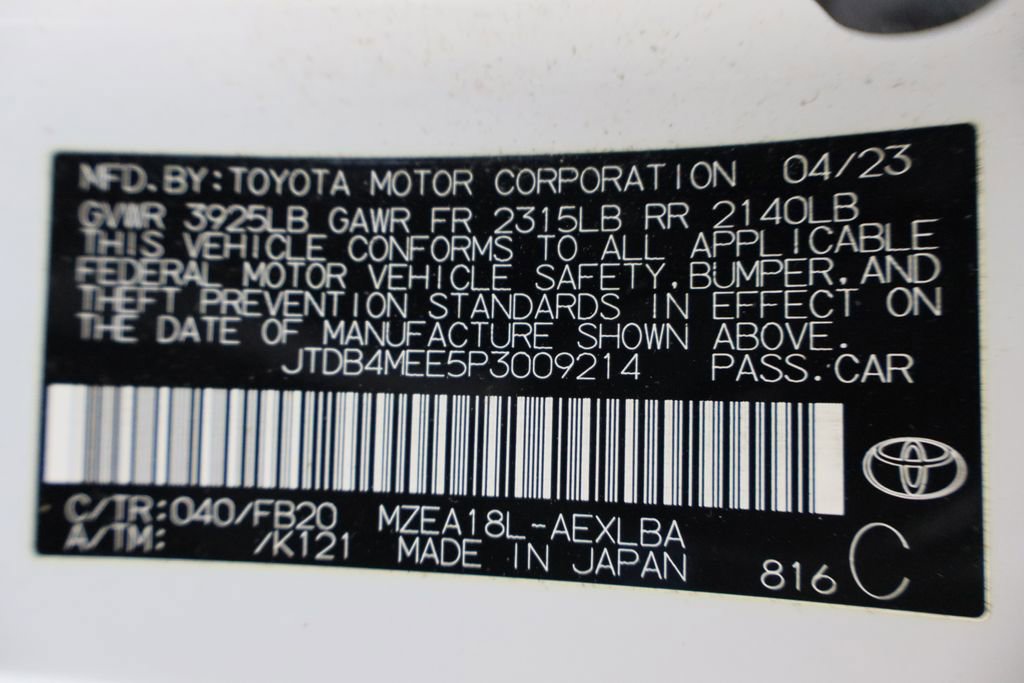 MFD.BY:TOYOTA MOTOR CORPORATION 04/23
GVWR 3925LB GAWR FR 2315LB RR 2140LB
THIS VEHICLE CONFORMS TO ALL APPLICABLE
FEDERAL MOTOR VEHICLE SAFETY,BUMPER,AND
THEFT PREVENTION STANDARDS IN EFFECT ON
THE DATE OF MANUFACTURE SHOWN ABOVE.
JTDB4MEE5P3009214 PASS.CAR
C/TR:040/FB20 MZEA18L-AEXLBA
A/TM: /K121 MADE IN JAPAN 816 C